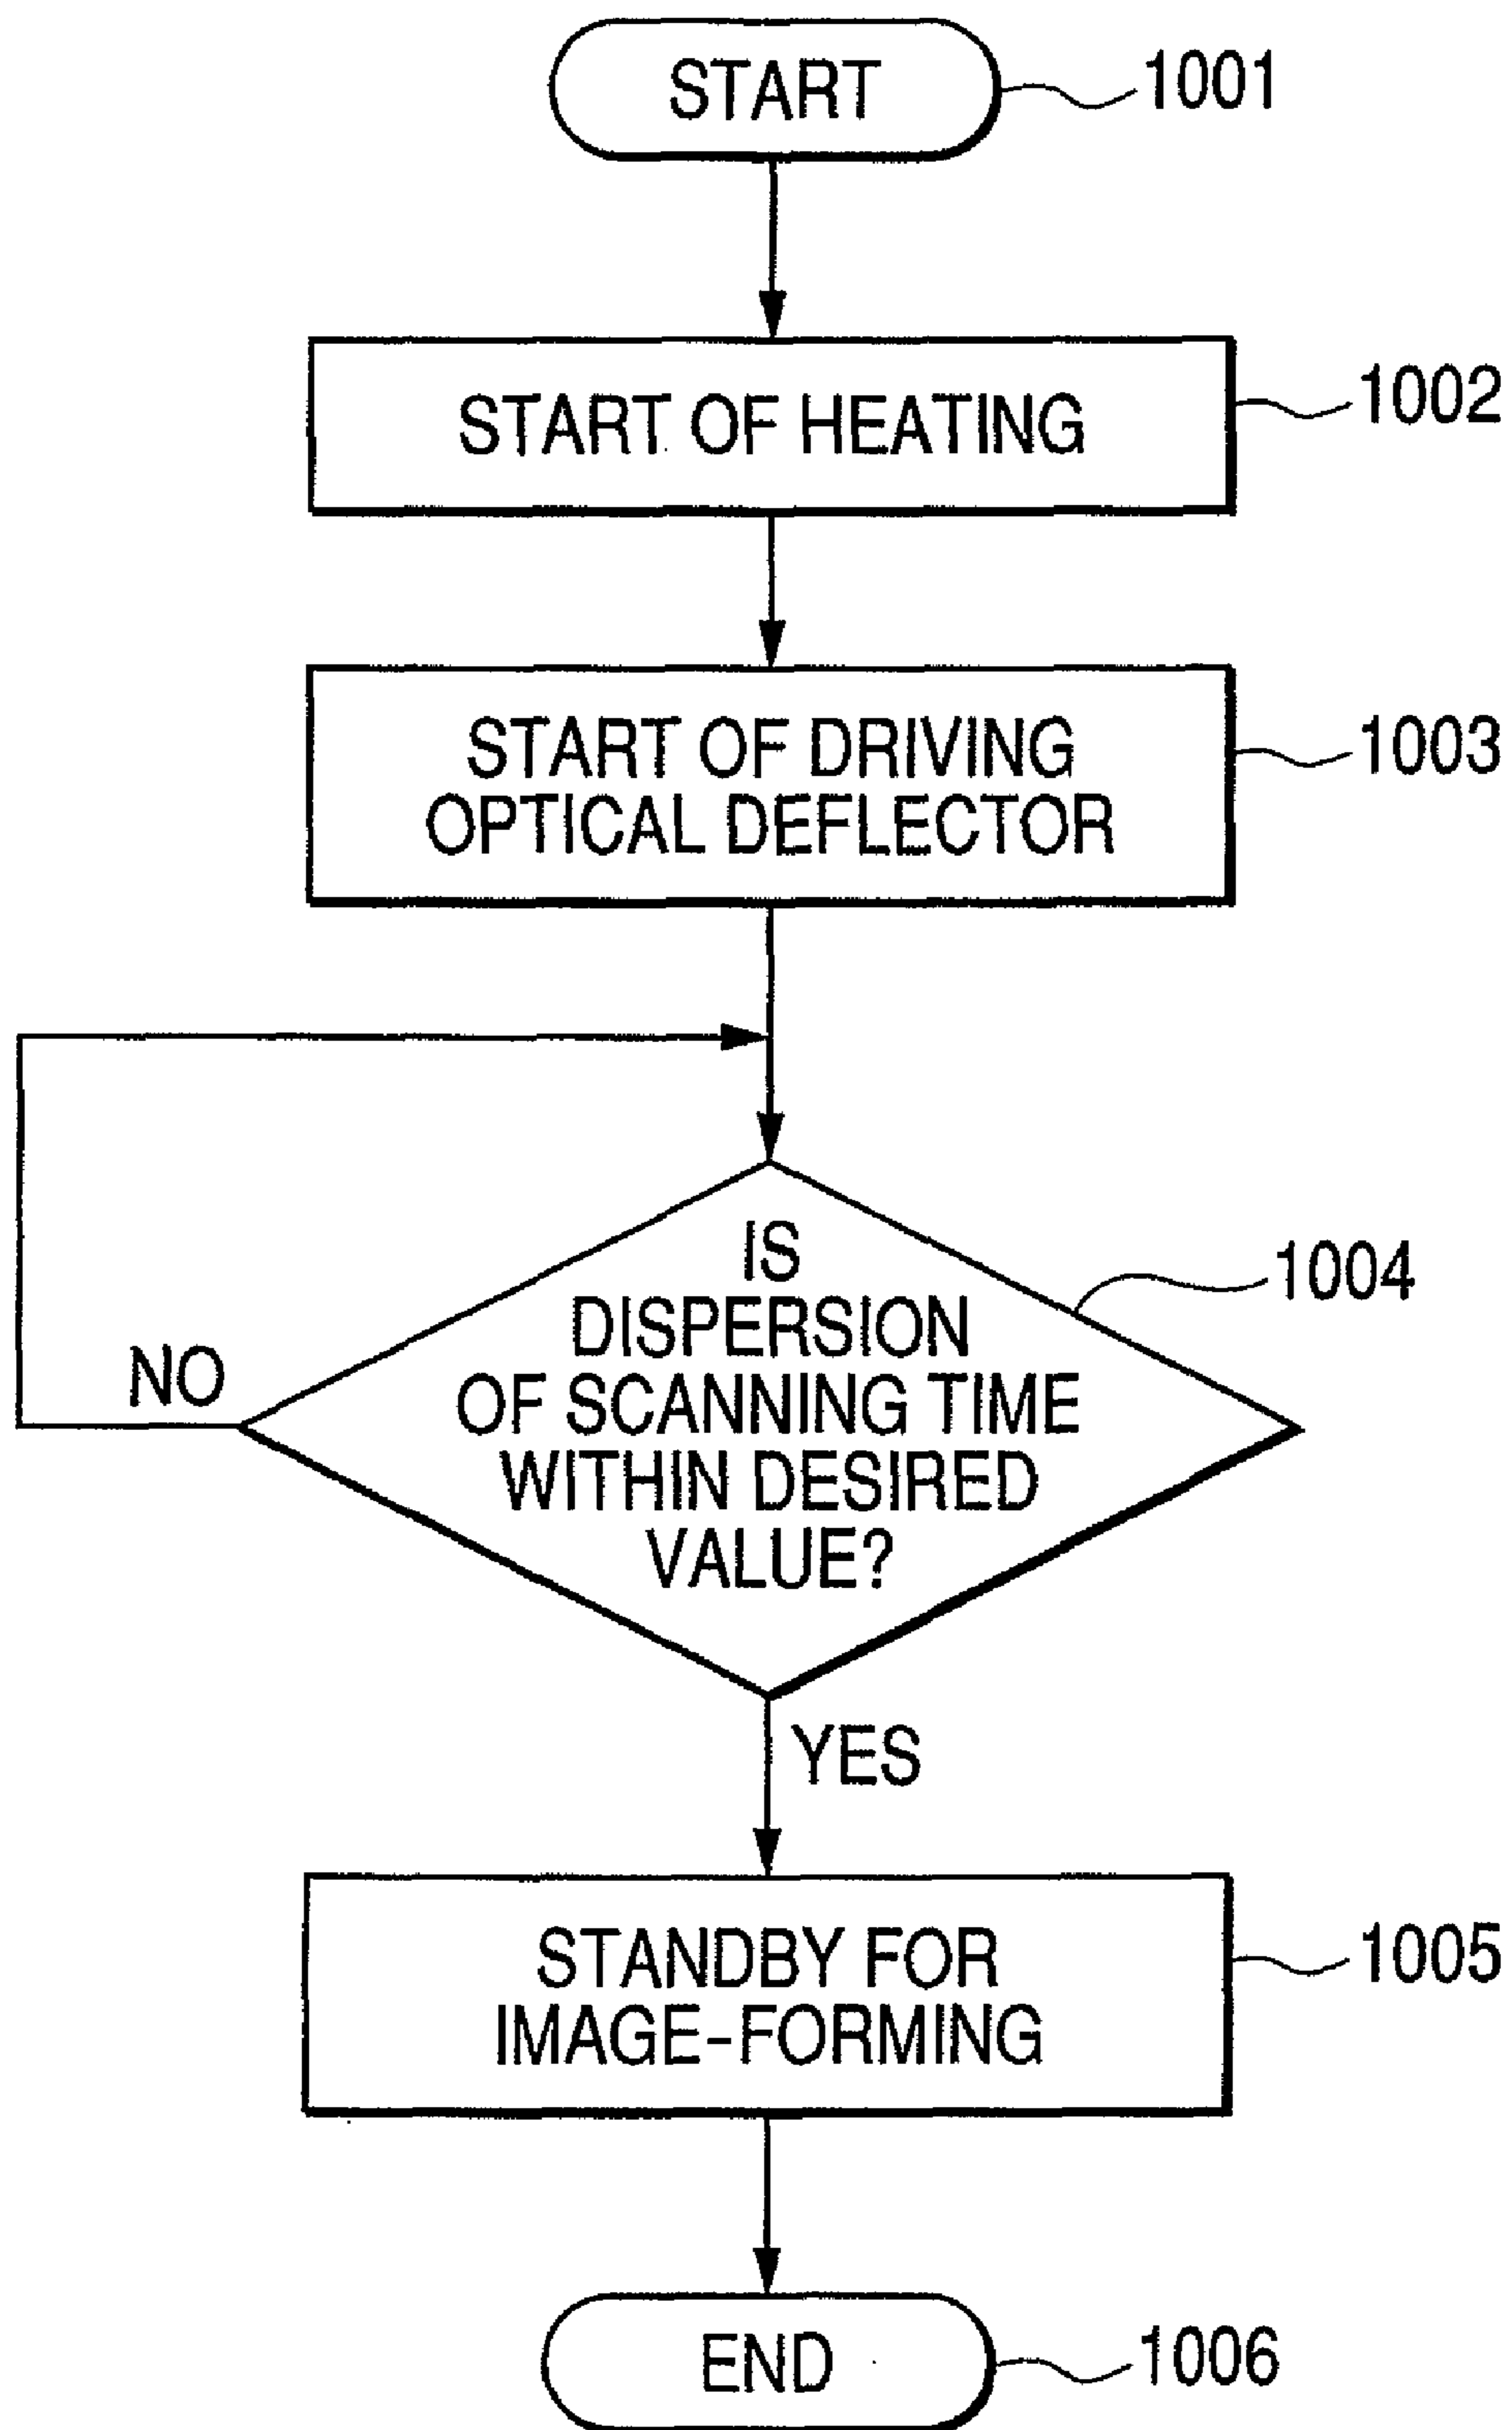 START
1001
START OF HEATING
1002
START OF DRIVING
OPTICAL DEFLECTOR
1003
IS
DISPERSION
OF SCANNING TIME
WITHIN DESIRED
VALUE?
1004
NO
YES
STANDBY FOR
IMAGE-FORMING
1005
END
1006